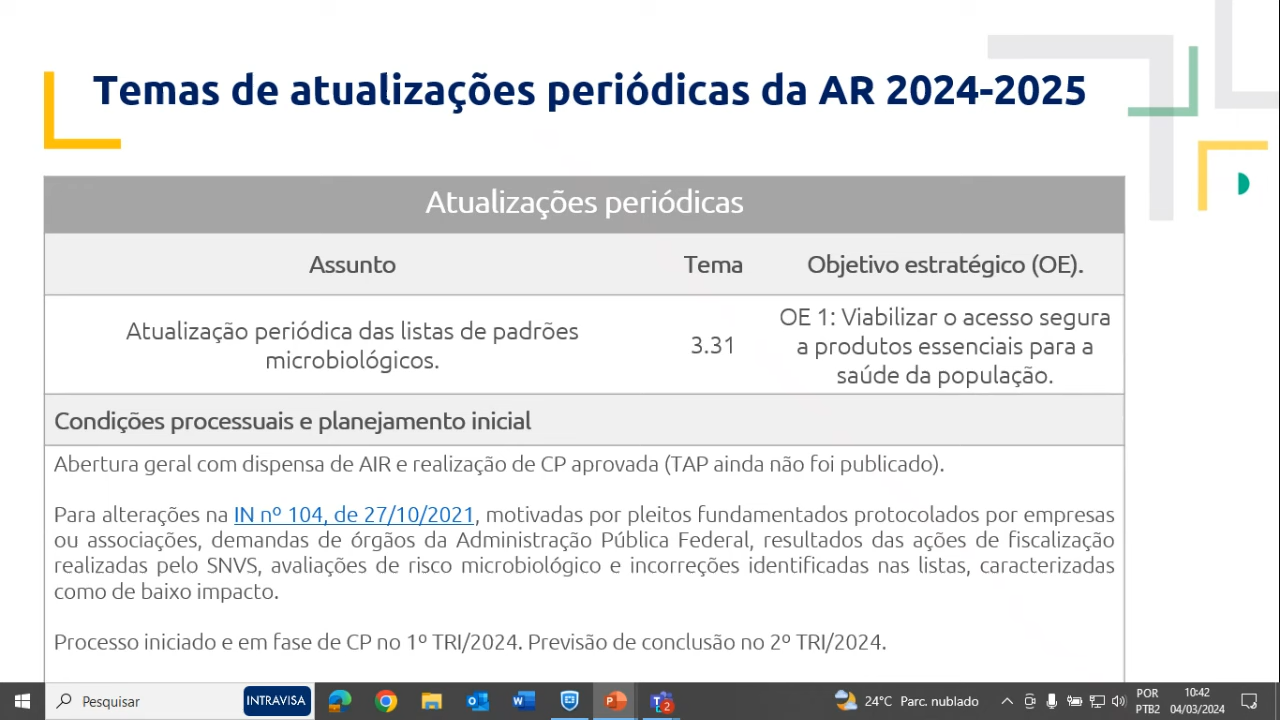 Temas de atualizações periódicas da AR 2024-2025
Atualizações periódicas
Assunto
Tema
Objetivo estratégico (OE).
Atualização periódica das listas de padrões
microbiológicos.
3.31
OE 1: Viabilizar o acesso segura
a produtos essenciais para a
saúde da população.
Condições processuais e planejamento inicial
Abertura geral com dispensa de AIR e realização de CP aprovada (TAP ainda não foi publicado).
Para alterações na IN nº 104, de 27/10/2021, motivadas por pleitos fundamentados protocolados por empresas
ou associações, demandas de órgãos da Administração Pública Federal, resultados das ações de fiscalização
realizadas pelo SNVS, avaliações de risco microbiológico e incorreções identificadas nas listas, caracterizadas
como de baixo impacto.
Processo iniciado e em fase de CP no 1º TRI/2024. Previsão de conclusão no 2º TRI/2024.
Pesquisar
INTRAVISA
2
24°C Parc. nublado
POR
PTB2
10:42
04/03/2024